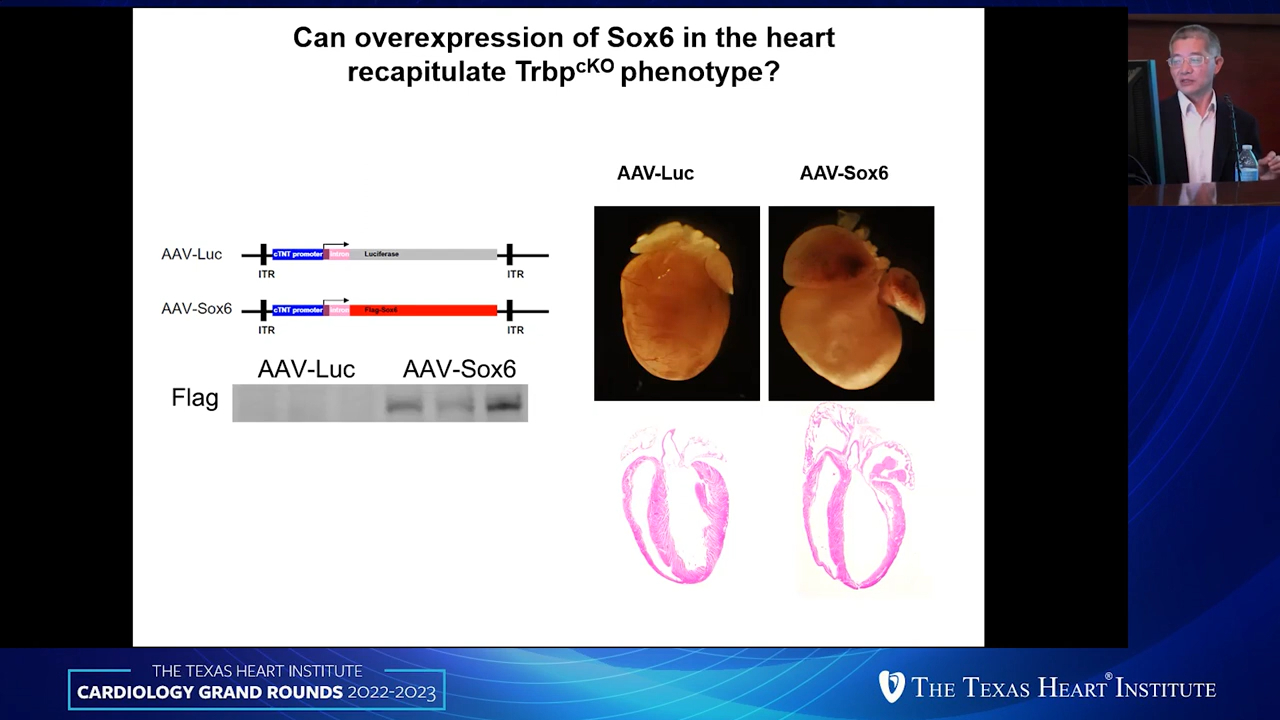 Can overexpression of Sox6 in the heart
recapitulate TrbpcKO phenotype?
AAV-Luc
AAV-Sox6
AAV-Luc
cTNT promoter
Intron
Luciferase
ITR
ITR
AAV-Sox6
cTNT promoter
Intron
Flag-Sox6
ITR
ITR
AAV-Luc
AAV-Sox6
Flag
THE TEXAS HEART INSTITUTE
CARDIOLOGY GRAND ROUNDS 2022-2023
THE TEXAS HEART® INSTITUTE